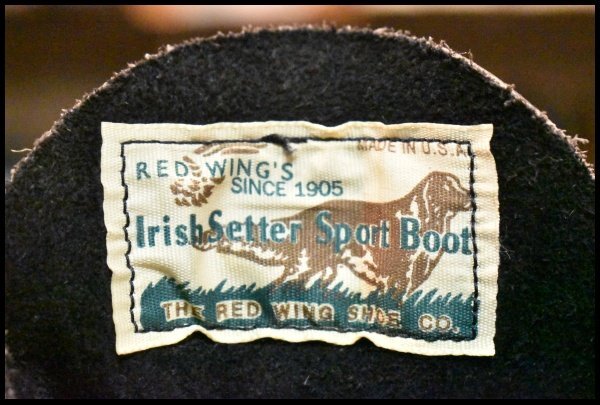 MADE IN U.S.A.
RED WING'S
SINCE 1905
Irish Setter Sport Boot
THE RED WING SHOE CO.